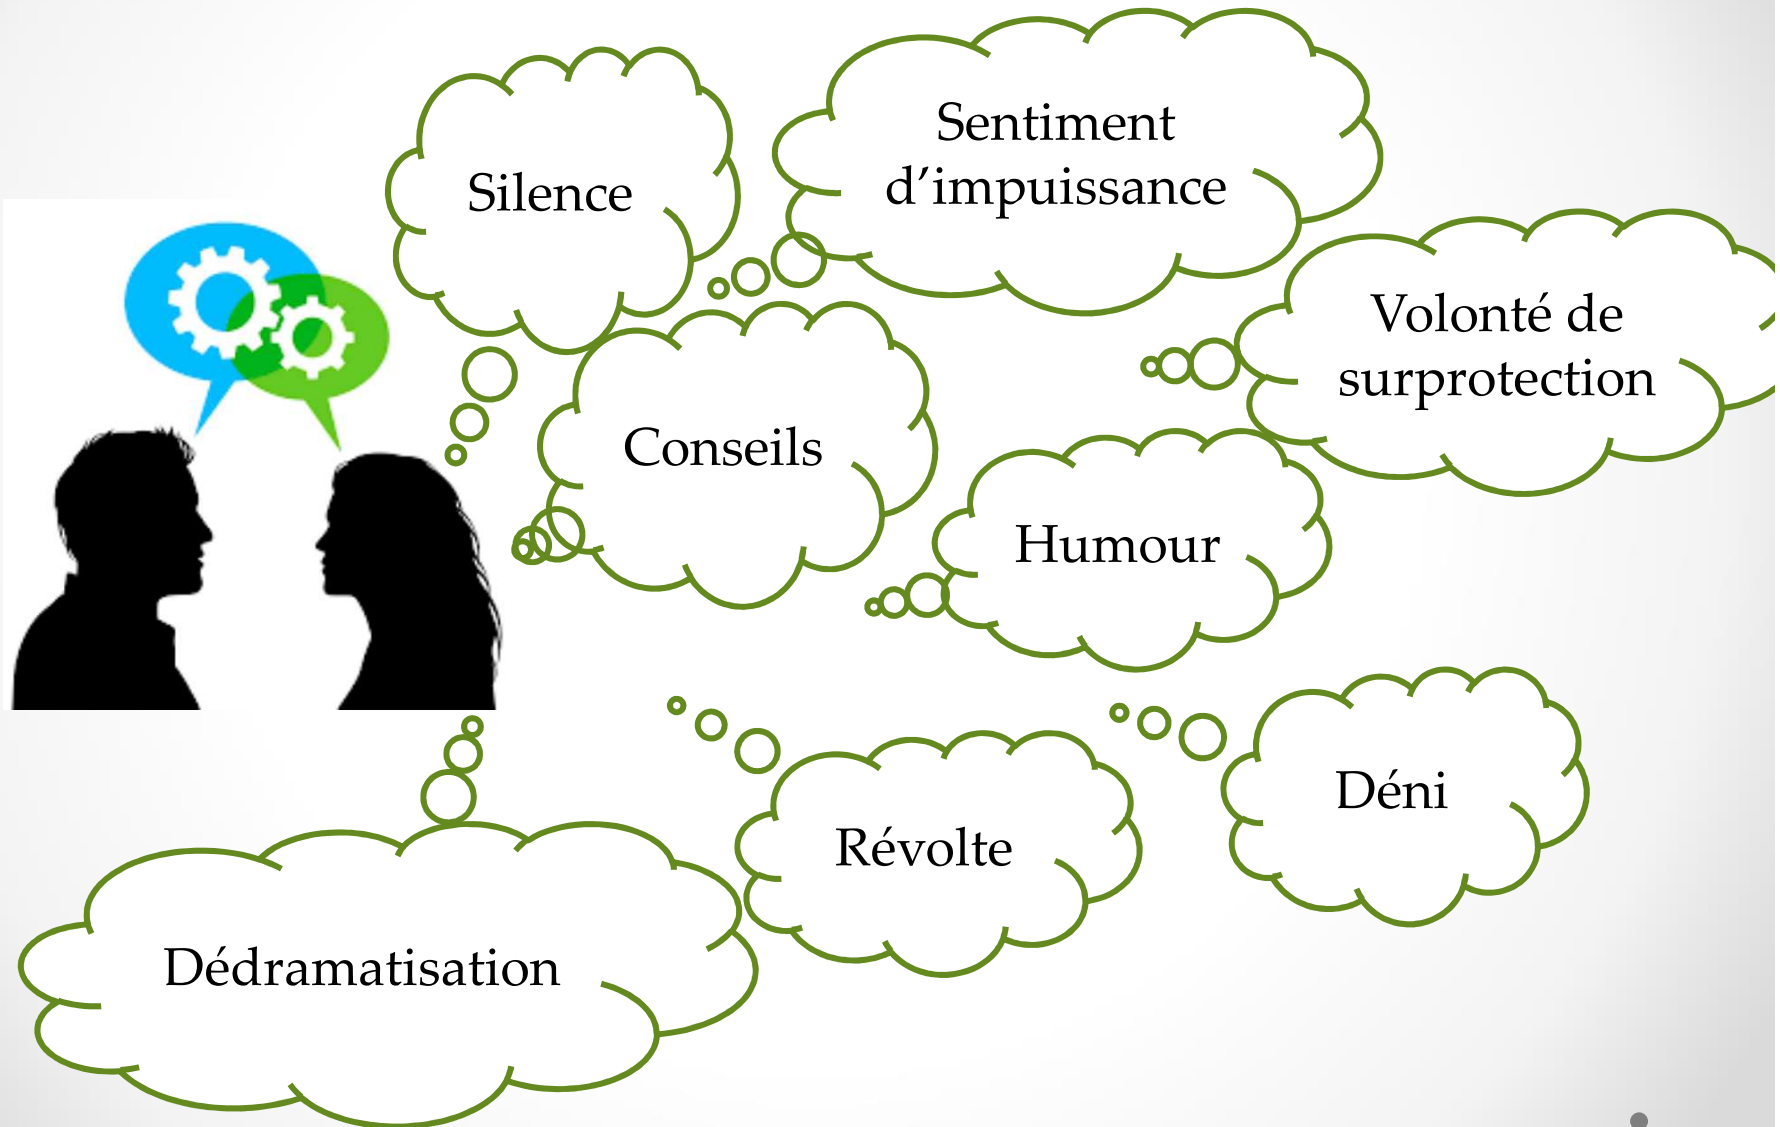 Silence
Sentiment
d’impuissance
Volonté de
surprotection
Conseils
Humour
Déni
Révolte
Dédramatisation